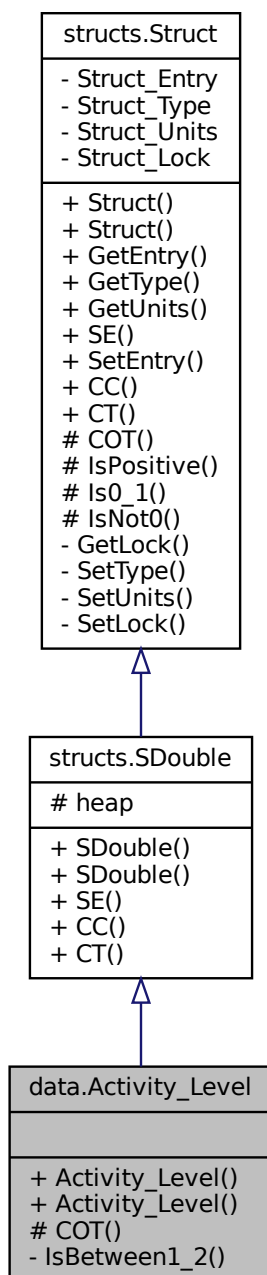 structs.Struct
- Struct_Entry
- Struct_Type
- Struct_Units
- Struct_Lock
+ Struct()
+ Struct()
+ GetEntry()
+ GetType()
+ GetUnits()
+ SE()
+ SetEntry()
+ CC()
+ CT()
# COT()
# IsPositive()
# Is0_1()
# IsNot0()
- GetLock()
- SetType()
- SetUnits()
- SetLock()
structs.SDouble
# heap
+ SDouble()
+ SDouble()
+ SE()
+ CC()
+ CT()
data.Activity_Level
+ Activity_Level()
+ Activity_Level()
# COT()
- IsBetween1_2()